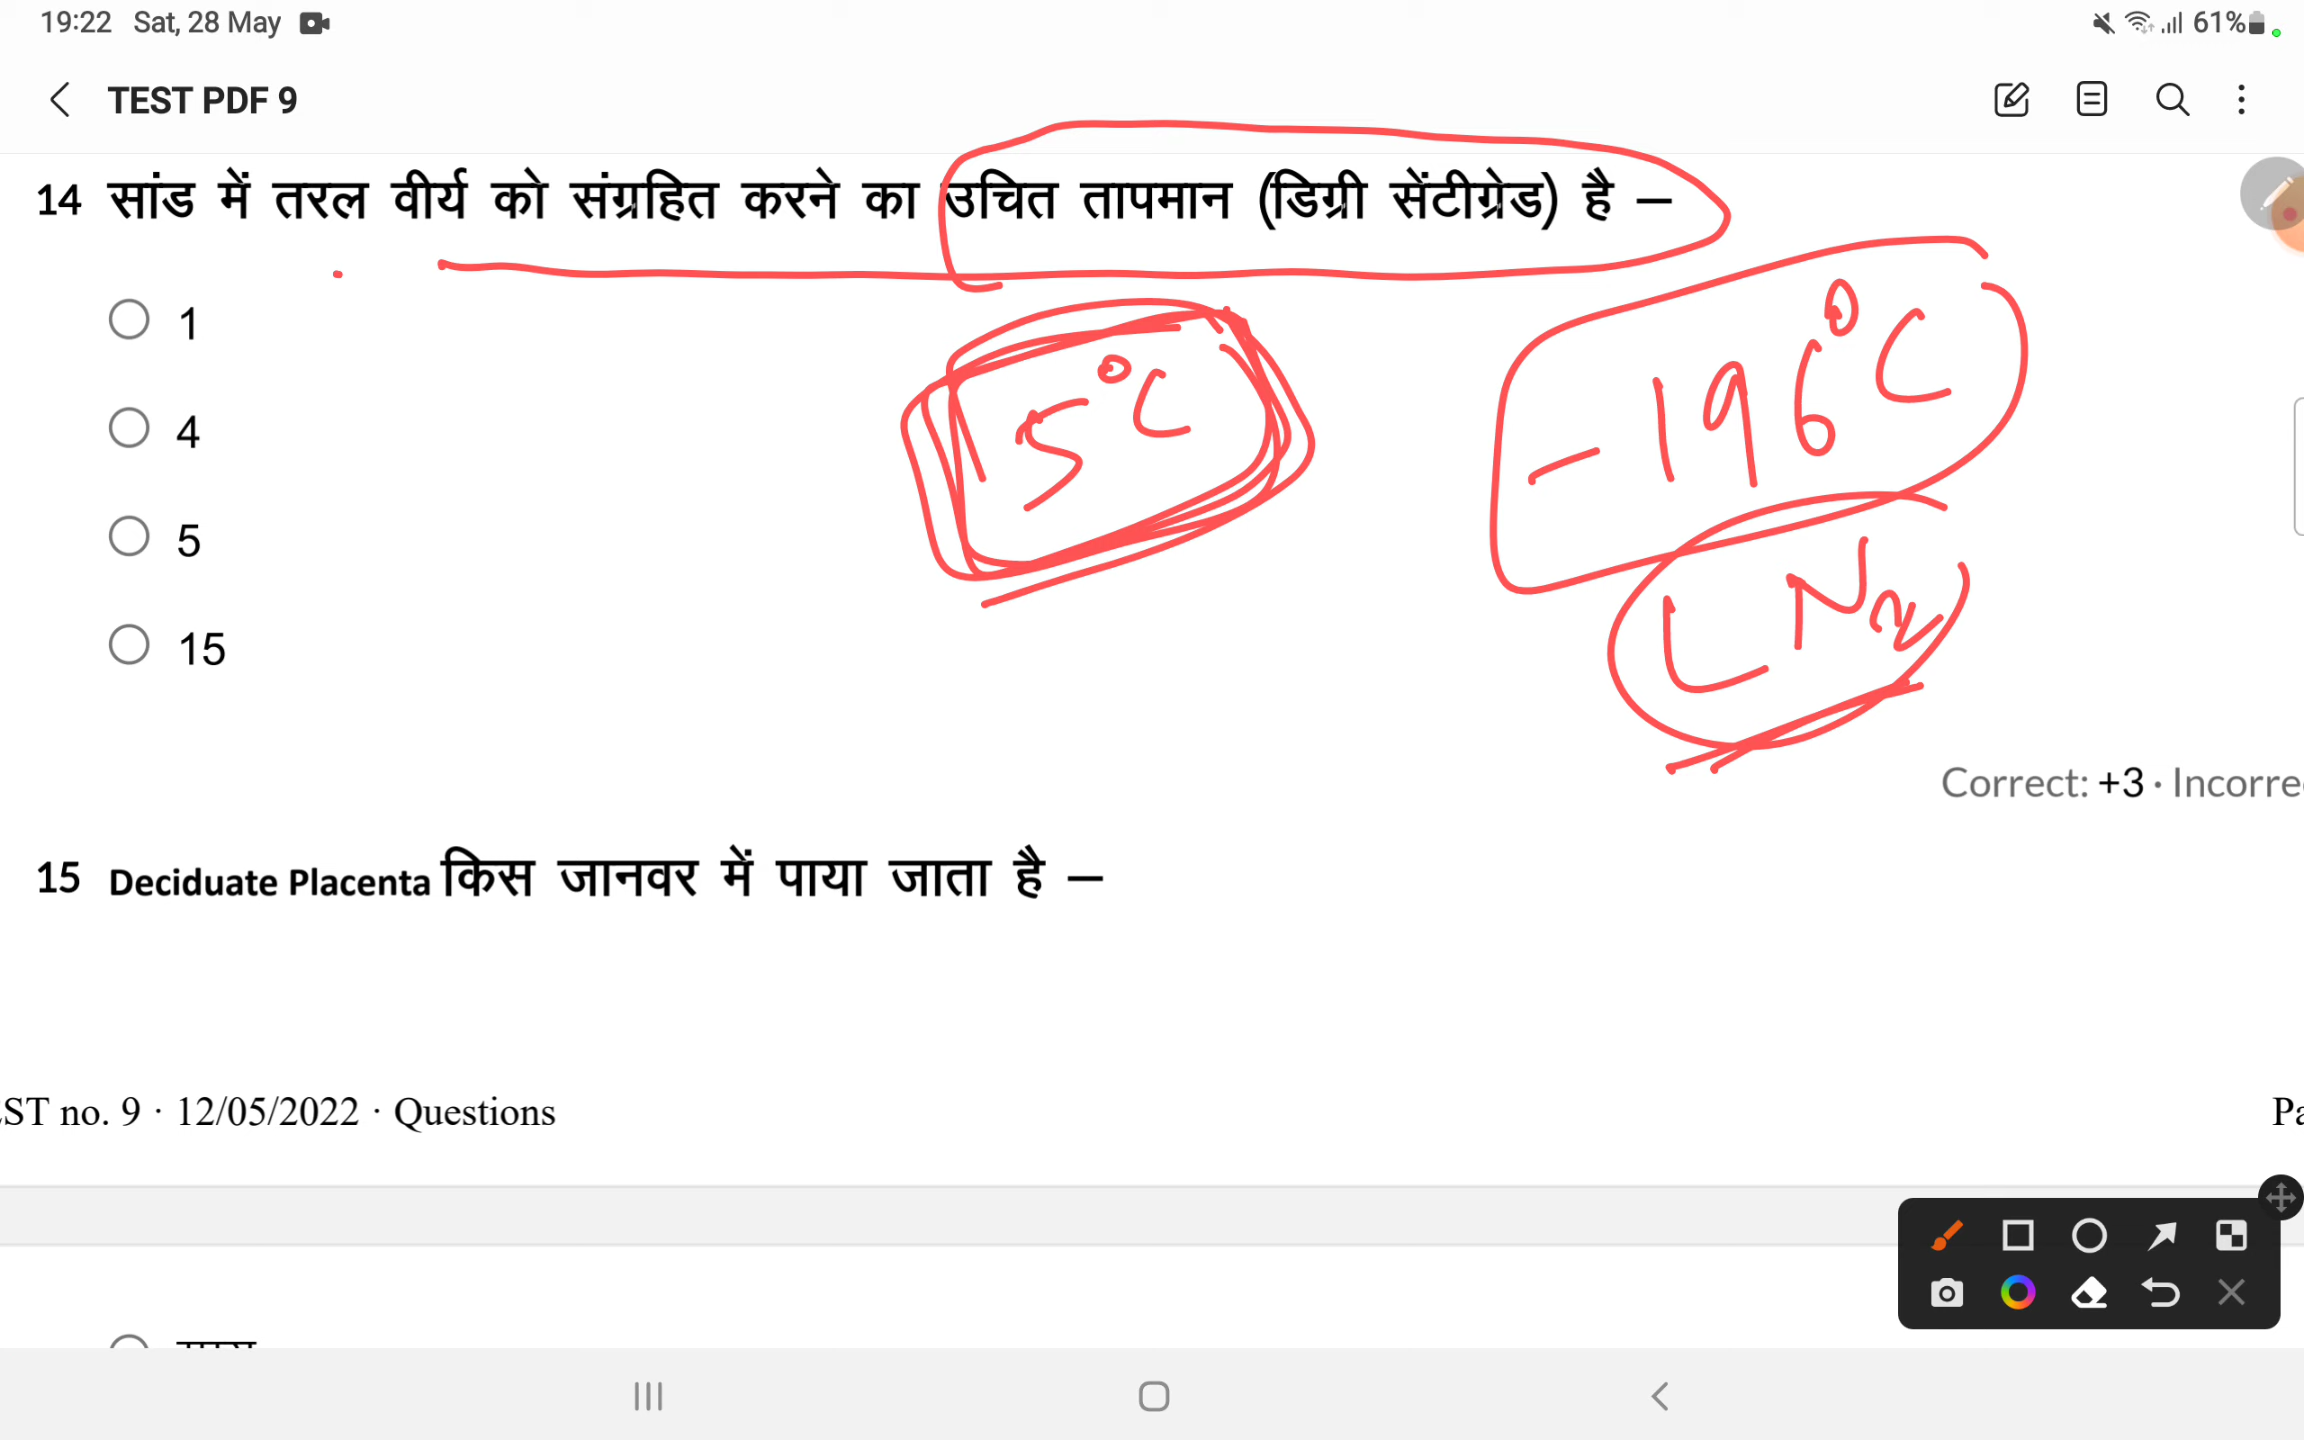 19:22 Sat, 28 May 61%
TEST PDF 9
14 सांड में तरल वीर्य को संग्रहित करने का उचित तापमान (डिग्री सेंटीग्रेड) है –
1
4
5
15
5°C
-196°C
LN2
Correct: +3 · Incorre
15 Deciduate Placenta किस जानवर में पाया जाता है –
ST no. 9 · 12/05/2022 · Questions
Pa